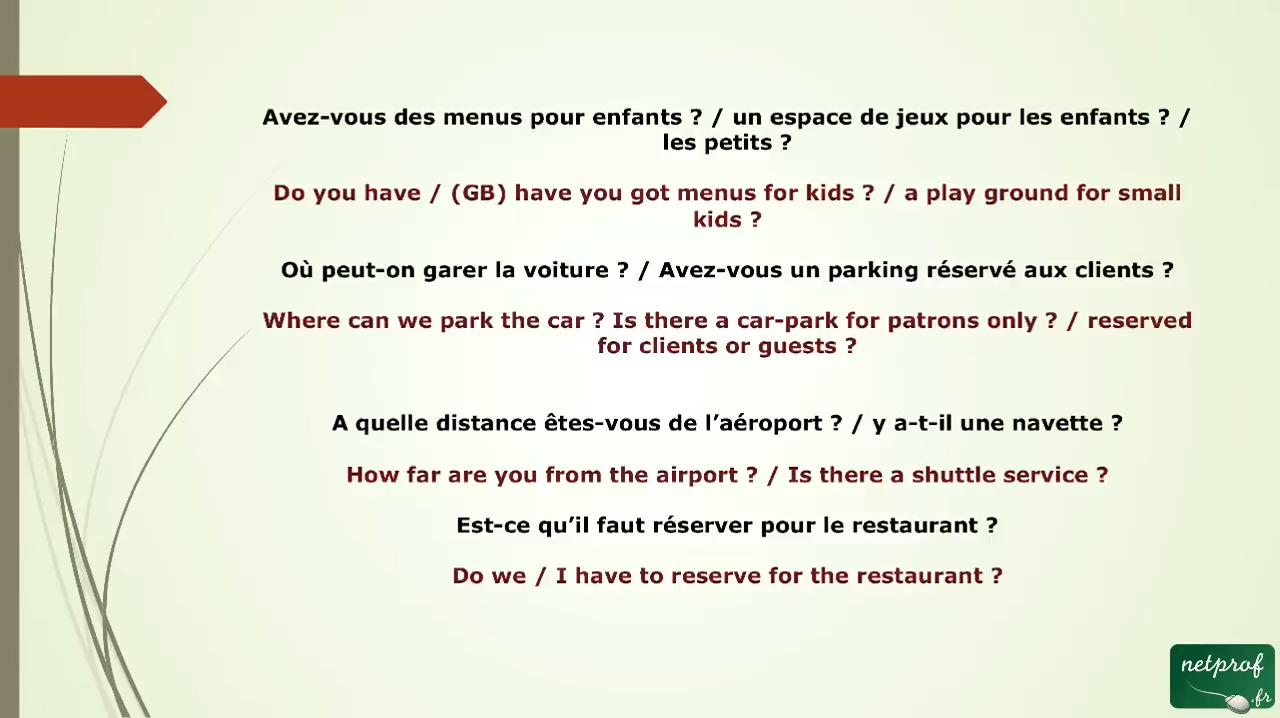 Avez-vous des menus pour enfants ? / un espace de jeux pour les enfants ? /
les petits ?
Do you have / (GB) have you got menus for kids ? / a play ground for small
kids ?
Où peut-on garer la voiture ? / Avez-vous un parking réservé aux clients ?
Where can we park the car ? Is there a car-park for patrons only ? / reserved
for clients or guests ?
A quelle distance êtes-vous de l’aéroport ? / y a-t-il une navette ?
How far are you from the airport ? / Is there a shuttle service ?
Est-ce qu’il faut réserver pour le restaurant ?
Do we / I have to reserve for the restaurant ?
netprof
.fr